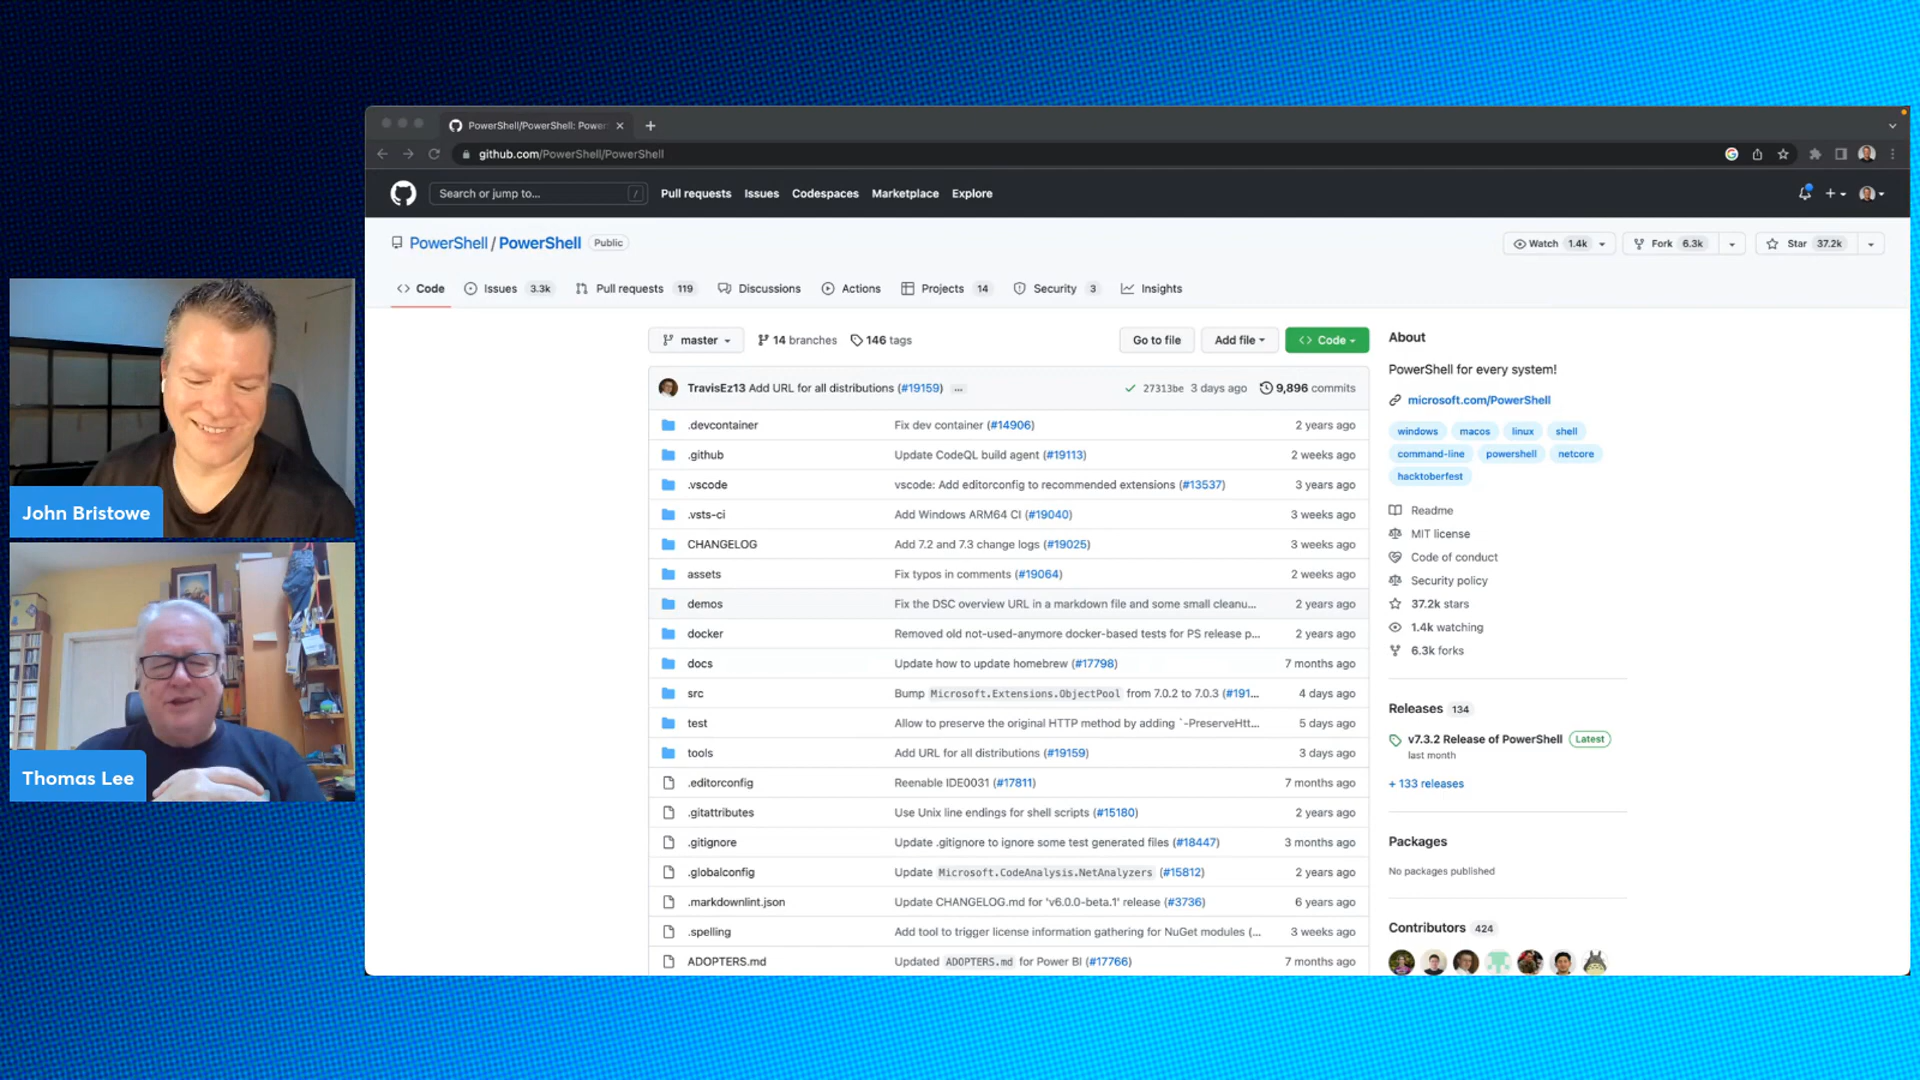 PowerShell/PowerShell: Power
github.com/PowerShell/PowerShell
Search or jump to...
/
Pull requests
Issues
Codespaces
Marketplace
Explore
PowerShell / PowerShell Public
Watch 1.4k
Fork 6.3k
Star 37.2k
Code
Issues 3.3k
Pull requests 119
Discussions
Actions
Projects 14
Security 3
Insights
master
14 branches
146 tags
Go to file
Add file
Code
TravisEz13 Add URL for all distributions (#19159) ... 27313be 3 days ago 9,896 commits
.devcontainer Fix dev container (#14906) 2 years ago
.github Update CodeQL build agent (#19113) 2 weeks ago
.vscode vscode: Add editorconfig to recommended extensions (#13537) 3 years ago
.vsts-ci Add Windows ARM64 CI (#19040) 3 weeks ago
CHANGELOG Add 7.2 and 7.3 change logs (#19025) 3 weeks ago
assets Fix typos in comments (#19064) 2 weeks ago
demos Fix the DSC overview URL in a markdown file and some small cleanu... 2 years ago
docker Removed old not-used-anymore docker-based tests for PS release p... 2 years ago
docs Update how to update homebrew (#17798) 7 months ago
src Bump Microsoft.Extensions.ObjectPool from 7.0.2 to 7.0.3 (#191... 4 days ago
test Allow to preserve the original HTTP method by adding `-PreserveHtt... 5 days ago
tools Add URL for all distributions (#19159) 3 days ago
.editorconfig Reenable IDE0031 (#17811) 7 months ago
.gitattributes Use Unix line endings for shell scripts (#15180) 2 years ago
.gitignore Update .gitignore to ignore some test generated files (#18447) 3 months ago
.globalconfig Update Microsoft.CodeAnalysis.NetAnalyzers (#15812) 2 years ago
.markdownlint.json Update CHANGELOG.md for 'v6.0.0-beta.1' release (#3736) 6 years ago
.spelling Add tool to trigger license information gathering for NuGet modules (... 3 weeks ago
ADOPTERS.md Updated ADOPTERS.md for Power BI (#17766) 7 months ago
About
PowerShell for every system!
microsoft.com/PowerShell
windows macos linux shell
command-line powershell netcore
hacktoberfest
Readme
MIT license
Code of conduct
Security policy
37.2k stars
1.4k watching
6.3k forks
Releases 134
v7.3.2 Release of PowerShell Latest
last month
+ 133 releases
Packages
No packages published
Contributors 424
John Bristowe
Thomas Lee